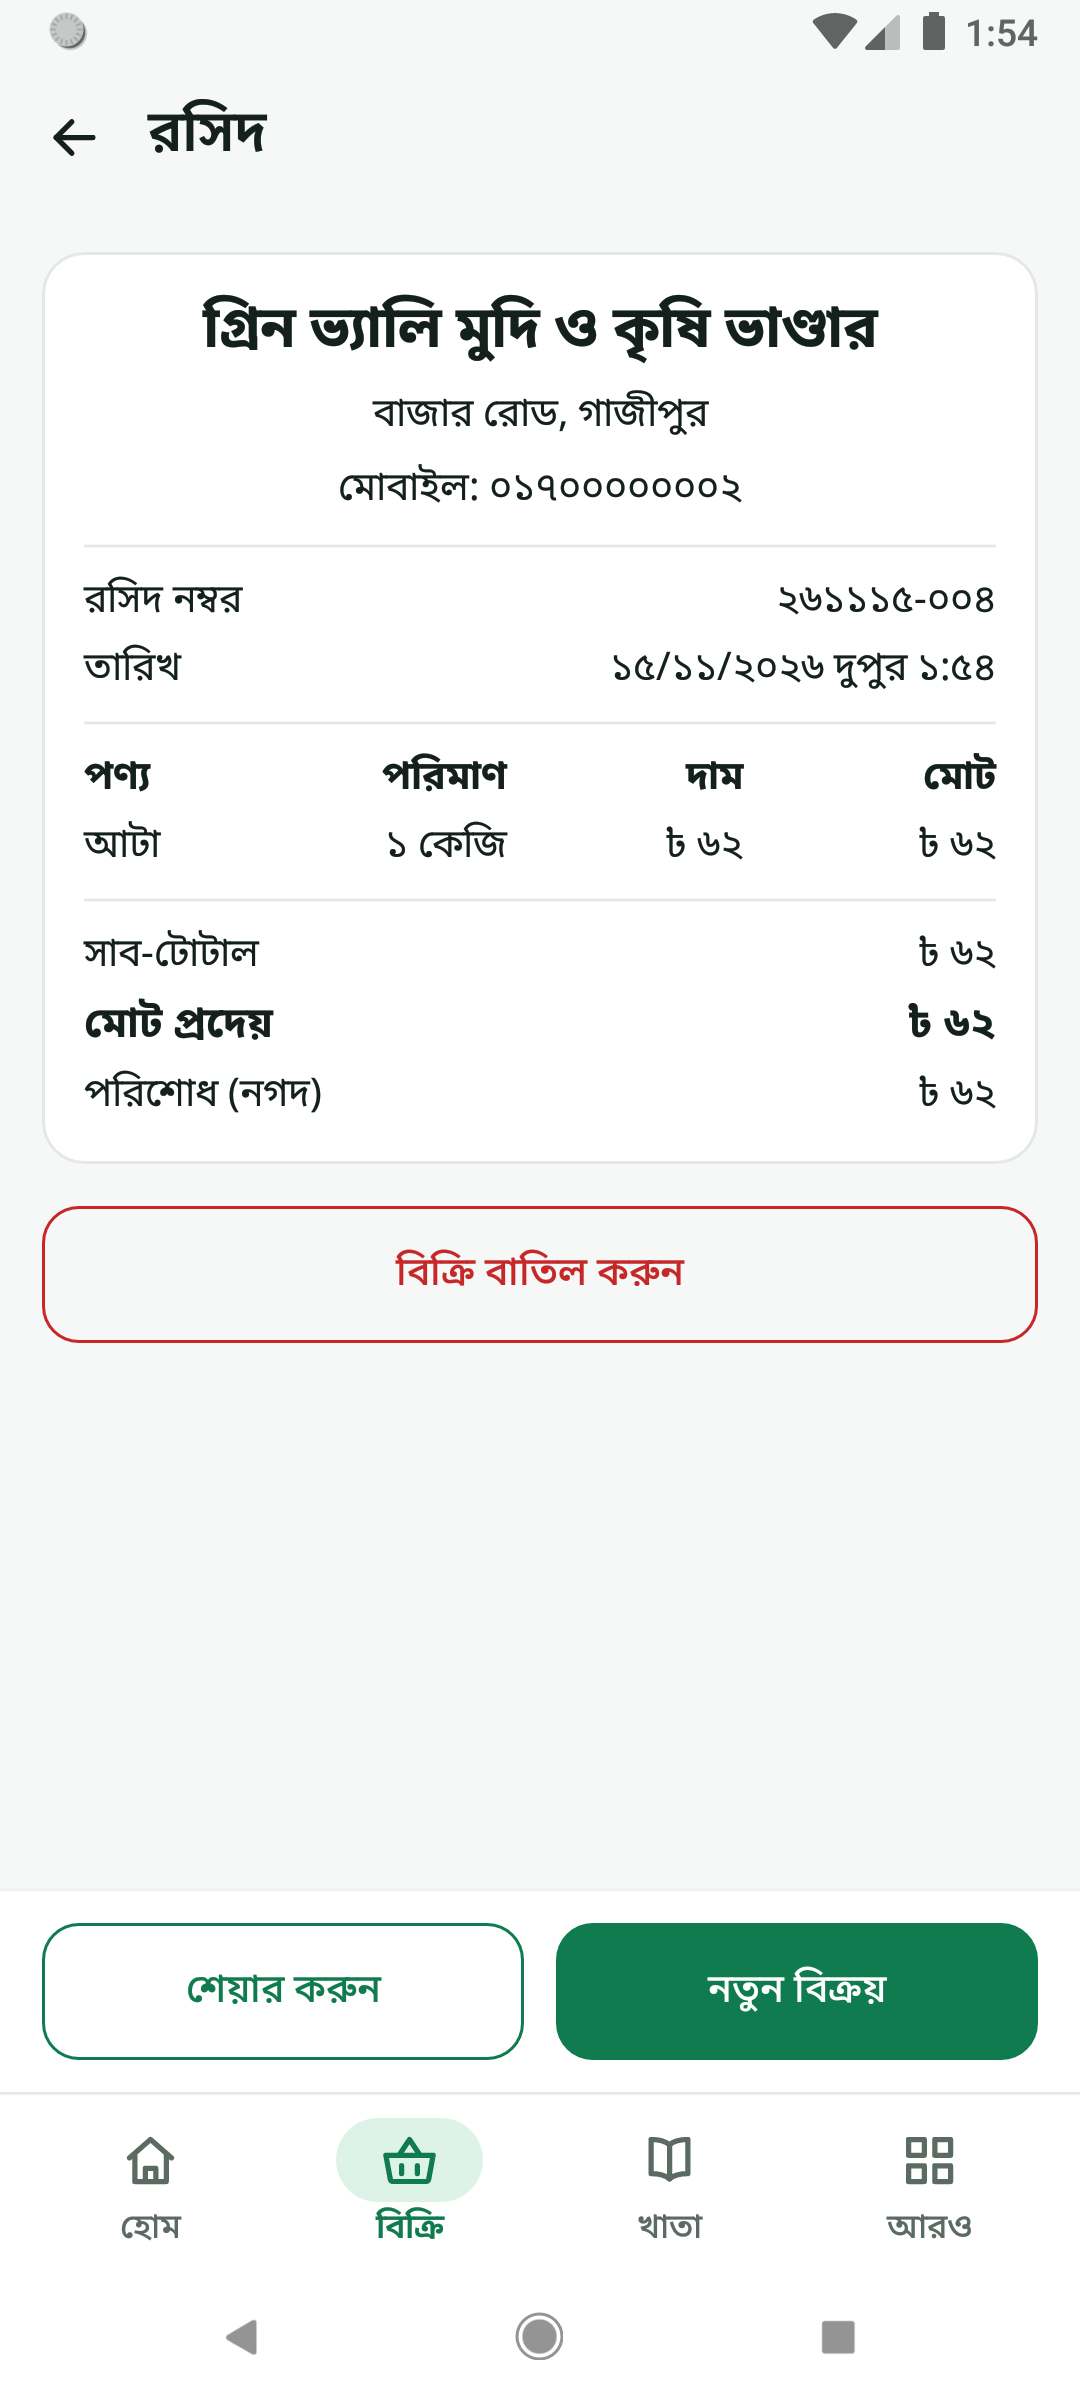 1:54
রসিদ
গ্রিন ভ্যালি মুদি ও কৃষি ভাণ্ডার
বাজার রোড, গাজীপুর
মোবাইল: ০১৭০০০০০০০২
রসিদ নম্বর ২৬১১১৫-০০৪
তারিখ ১৫/১১/২০২৬ দুপুর ১:৫৪
পণ্য পরিমাণ দাম মোট
আটা ১ কেজি ৳ ৬২ ৳ ৬২
সাব-টোটাল ৳ ৬২
মোট প্রদেয় ৳ ৬২
পরিশোধ (নগদ) ৳ ৬২
বিক্রি বাতিল করুন
শেয়ার করুন নতুন বিক্রয়
হোম বিক্রি খাতা আরও